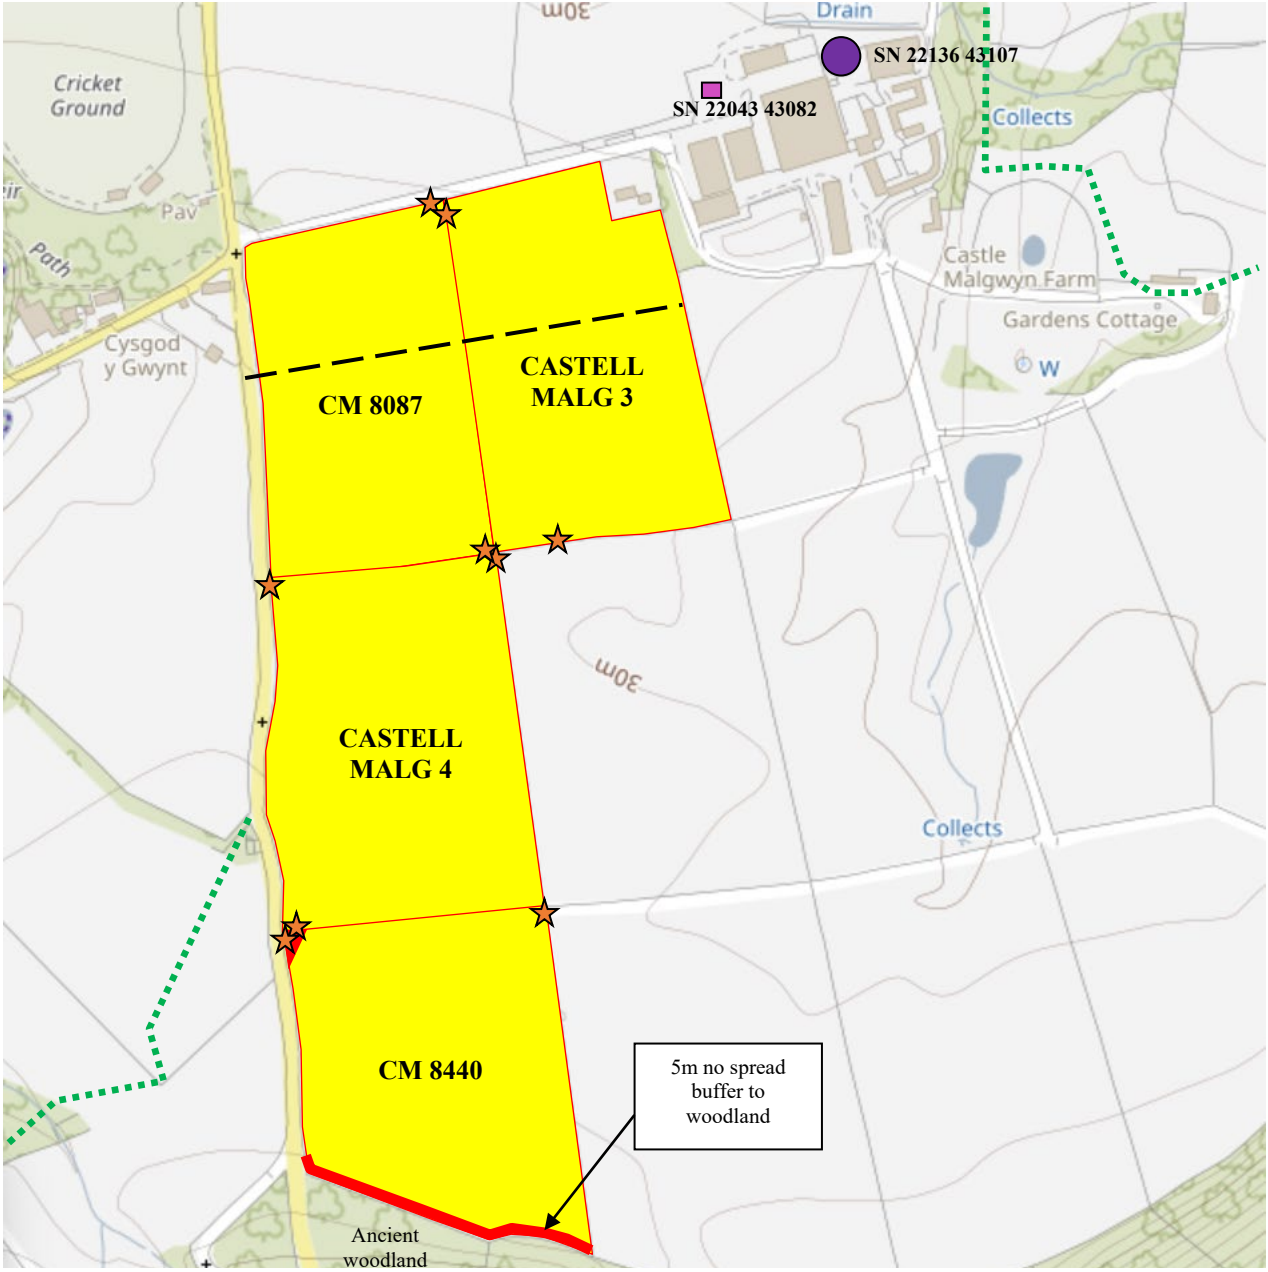 30m
Drain
SN 22136 43107
Cricket
Ground
SN 22043 43082
Collects
eir
Pav
Path
Castle
Malgwyn Farm
Gardens Cottage
Cysgod
y Gwynt
W
CASTELL
MALG 3
CM 8087
30m
CASTELL
MALG 4
Collects
CM 8440
5m no spread
buffer to
woodland
Ancient
woodland